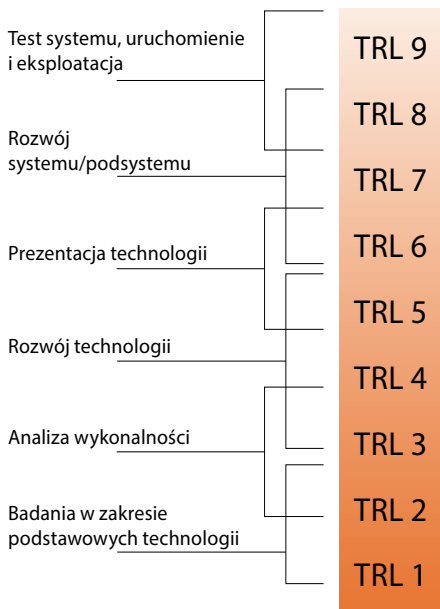 Test systemu, uruchomienie
i eksploatacja
Rozwój
systemu/podsystemu
Prezentacja technologii
Rozwój technologii
Analiza wykonalności
Badania w zakresie
podstawowych technologii
TRL 9
TRL 8
TRL 7
TRL 6
TRL 5
TRL 4
TRL 3
TRL 2
TRL 1